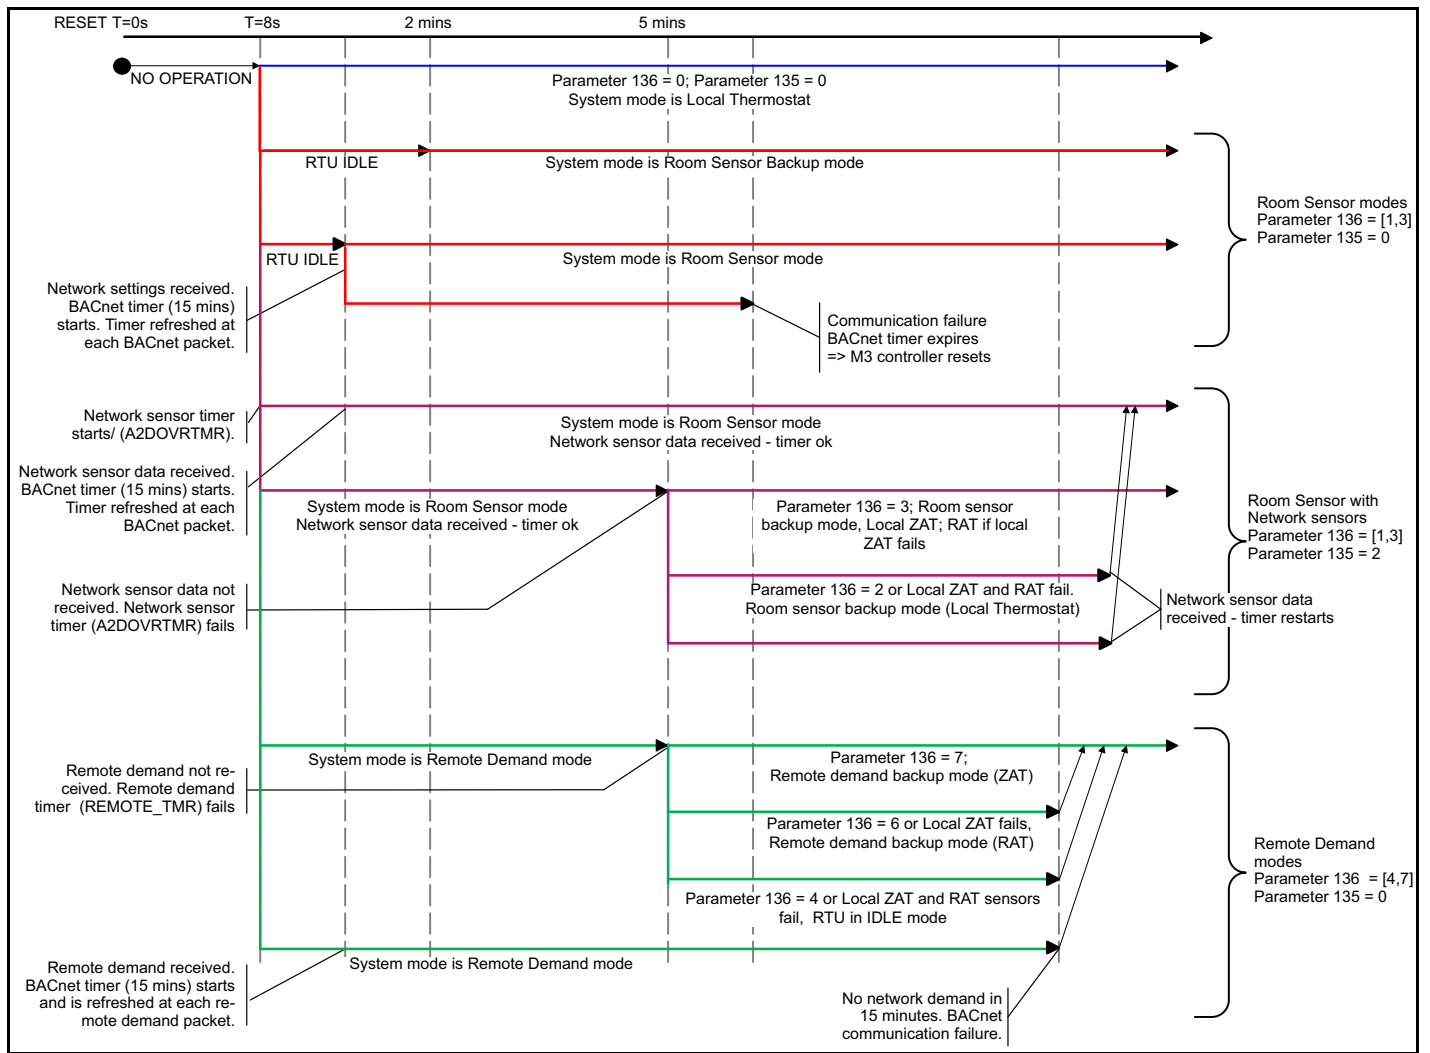 RESET T=0s
T=8s
2 mins
5 mins
NO OPERATION
Parameter 136 = 0; Parameter 135 = 0
System mode is Local Thermostat
RTU IDLE
System mode is Room Sensor Backup mode
Room Sensor modes
Parameter 136 = [1,3]
Parameter 135 = 0
RTU IDLE
System mode is Room Sensor mode
Network settings received.
BACnet timer (15 mins)
starts. Timer refreshed at
each BACnet packet.
Communication failure
BACnet timer expires
=> M3 controller resets
Network sensor timer
starts/ (A2DOVRTMR).
System mode is Room Sensor mode
Network sensor data received - timer ok
Network sensor data received.
BACnet timer (15 mins) starts.
Timer refreshed at each
BACnet packet.
System mode is Room Sensor mode
Network sensor data received - timer ok
Parameter 136 = 3; Room sensor
backup mode, Local ZAT; RAT if local
ZAT fails
Room Sensor with
Network sensors
Parameter 136 = [1,3]
Parameter 135 = 2
Network sensor data not
received. Network sensor
timer (A2DOVRTMR) fails
Parameter 136 = 2 or Local ZAT and RAT fail.
Room sensor backup mode (Local Thermostat)
Network sensor data
received - timer restarts
System mode is Remote Demand mode
Parameter 136 = 7;
Remote demand backup mode (ZAT)
Remote demand not re-
ceived. Remote demand
timer (REMOTE_TMR) fails
Parameter 136 = 6 or Local ZAT fails,
Remote demand backup mode (RAT)
Remote Demand
modes
Parameter 136 = [4,7]
Parameter 135 = 0
Parameter 136 = 4 or Local ZAT and RAT sensors
fail, RTU in IDLE mode
System mode is Remote Demand mode
Remote demand received.
BACnet timer (15 mins) starts
and is refreshed at each re-
mote demand packet.
No network demand in
15 minutes. BACnet
communication failure.